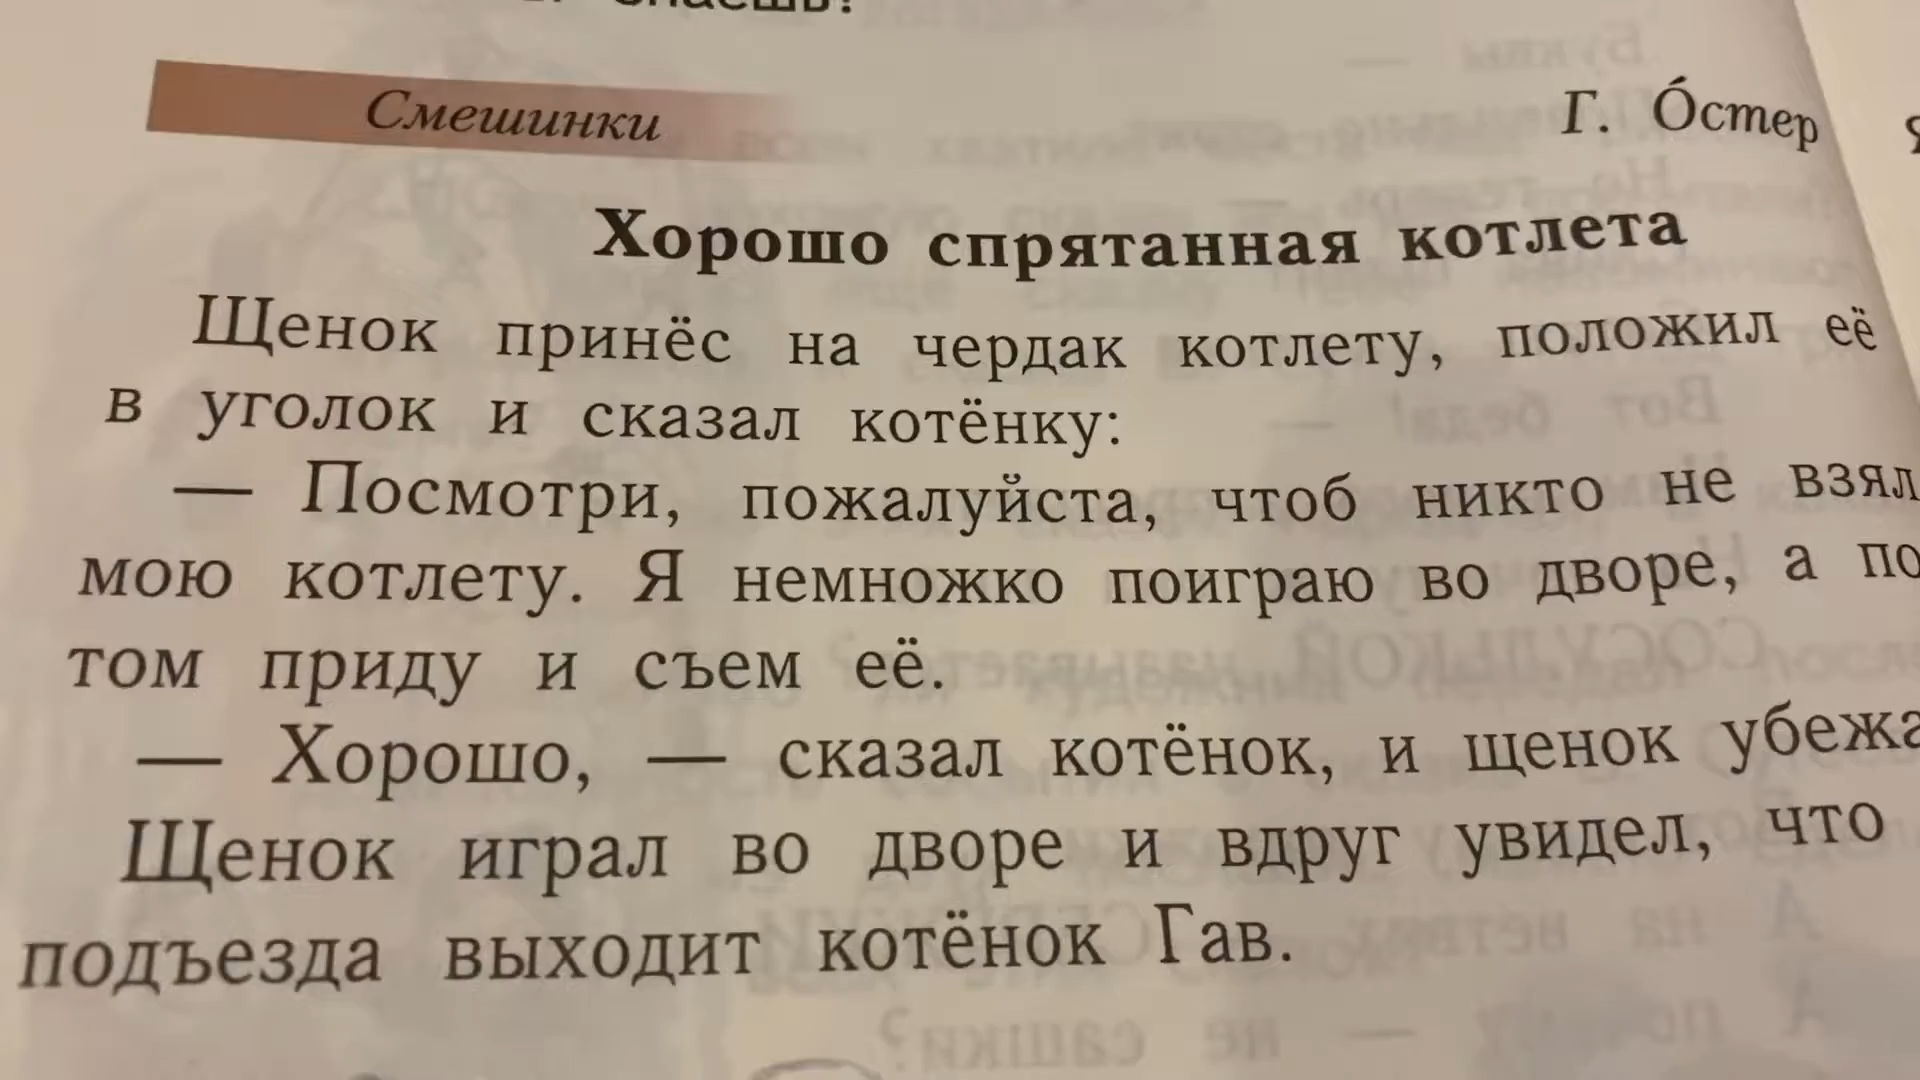 знаешь?
Смешинки
Г. О́стер
Хорошо спрятанная котлета
Щенок принёс на чердак котлету, положил её
в уголок и сказал котёнку:
— Посмотри, пожалуйста, чтоб никто не взял
мою котлету. Я немножко поиграю во дворе, а по
том приду и съем её.
— Хорошо, — сказал котёнок, и щенок убежа
Щенок играл во дворе и вдруг увидел, что
подъезда выходит котёнок Гав.